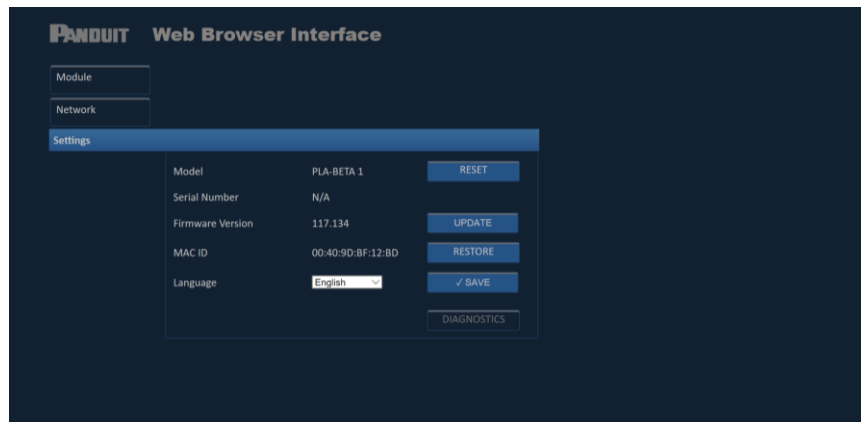 PANDUIT Web Browser Interface
Module
Network
Settings
Model PLA-BETA 1 RESET
Serial Number N/A
Firmware Version 117.134 UPDATE
MAC ID 00:40:9D:BF:12:BD RESTORE
Language English ✓ SAVE
DIAGNOSTICS